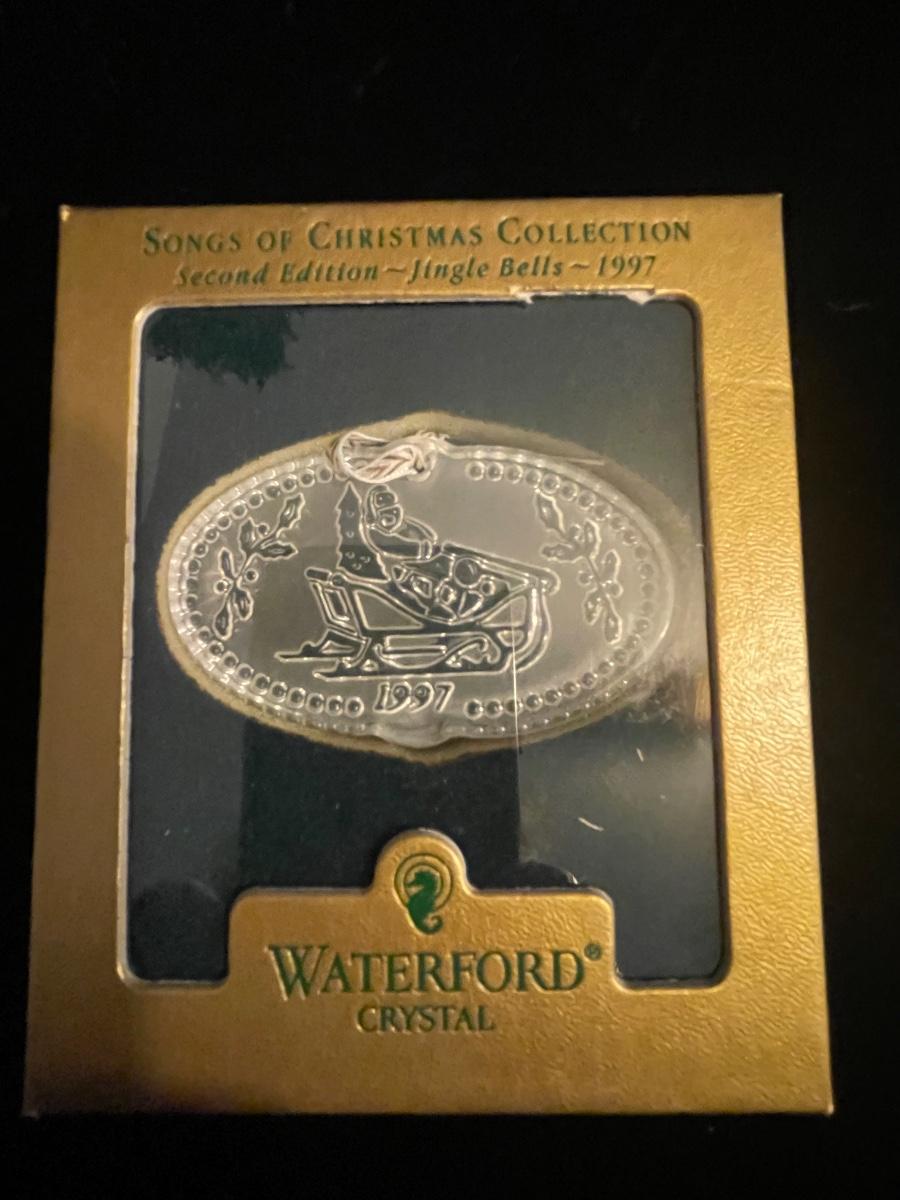 SONGS OF CHRISTMAS COLLECTION
Second Edition ~ Jingle Bells ~ 1997
1997
WATERFORD®
CRYSTAL